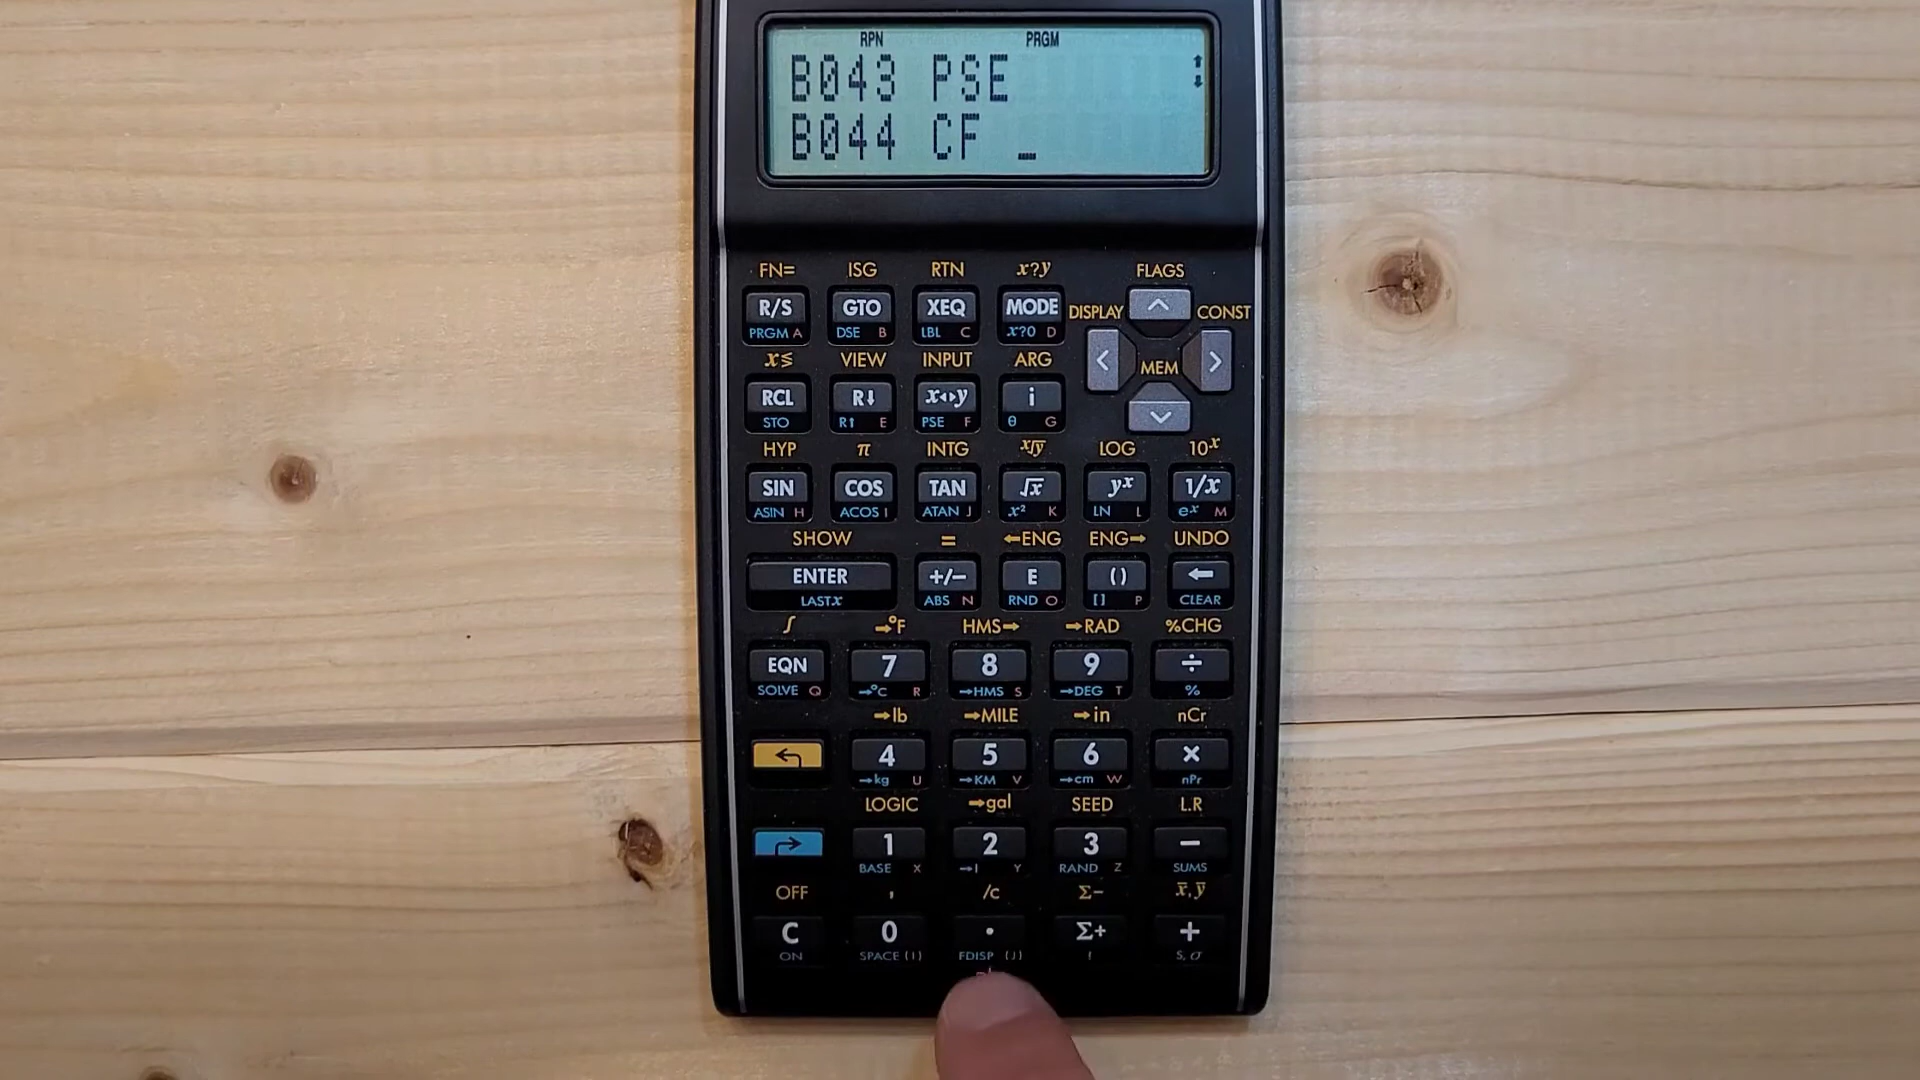 RPN PRGM
B043 PSE
B044 CF _
FN= ISG RTN x?y FLAGS
R/S GTO XEQ MODE DISPLAY CONST
PRGM A DSE B LBL C x?0 D
x≶ VIEW INPUT ARG MEM
RCL R↓ x<>y i
STO R↑ E PSE F θ G
HYP π INTG x√y LOG 10ˣ
SIN COS TAN √x yˣ 1/x
ASIN H ACOS I ATAN J x² K LN L eˣ M
SHOW = ←ENG ENG→ UNDO
ENTER +/− E () ←
LASTx ABS N RND O [] P CLEAR
∫ →°F HMS→ →RAD %CHG
EQN 7 8 9 ÷
SOLVE Q →°C R →HMS S →DEG T %
→lb →MILE →in nCr
4 5 6 ×
→kg U →KM V →cm W nPr
LOGIC →gal SEED L.R
1 2 3 −
BASE X →I Y RAND Z SUMS
OFF , /c Σ− x̄,ȳ
C 0 . Σ+ +
ON SPACE (I) FDISP (J) ! S,σ